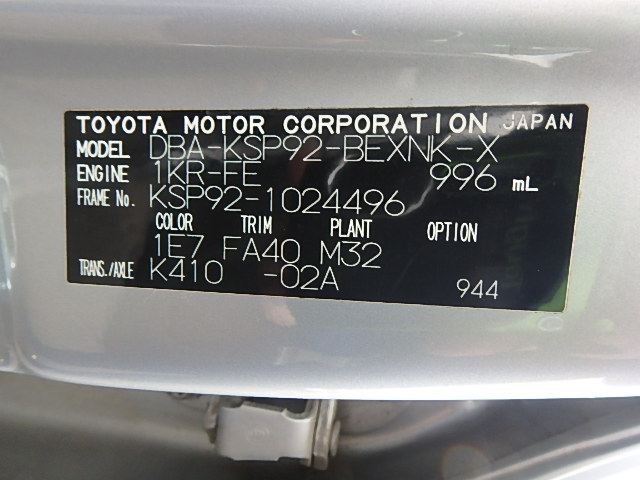 TOYOTA MOTOR CORPORATION JAPAN
MODEL DBA-KSP92-BEXNK-X
ENGINE 1KR-FE 996 mL
FRAME No. KSP92-1024496
COLOR TRIM PLANT OPTION
1E7 FA40 M32
TRANS./AXLE K410 -02A 944